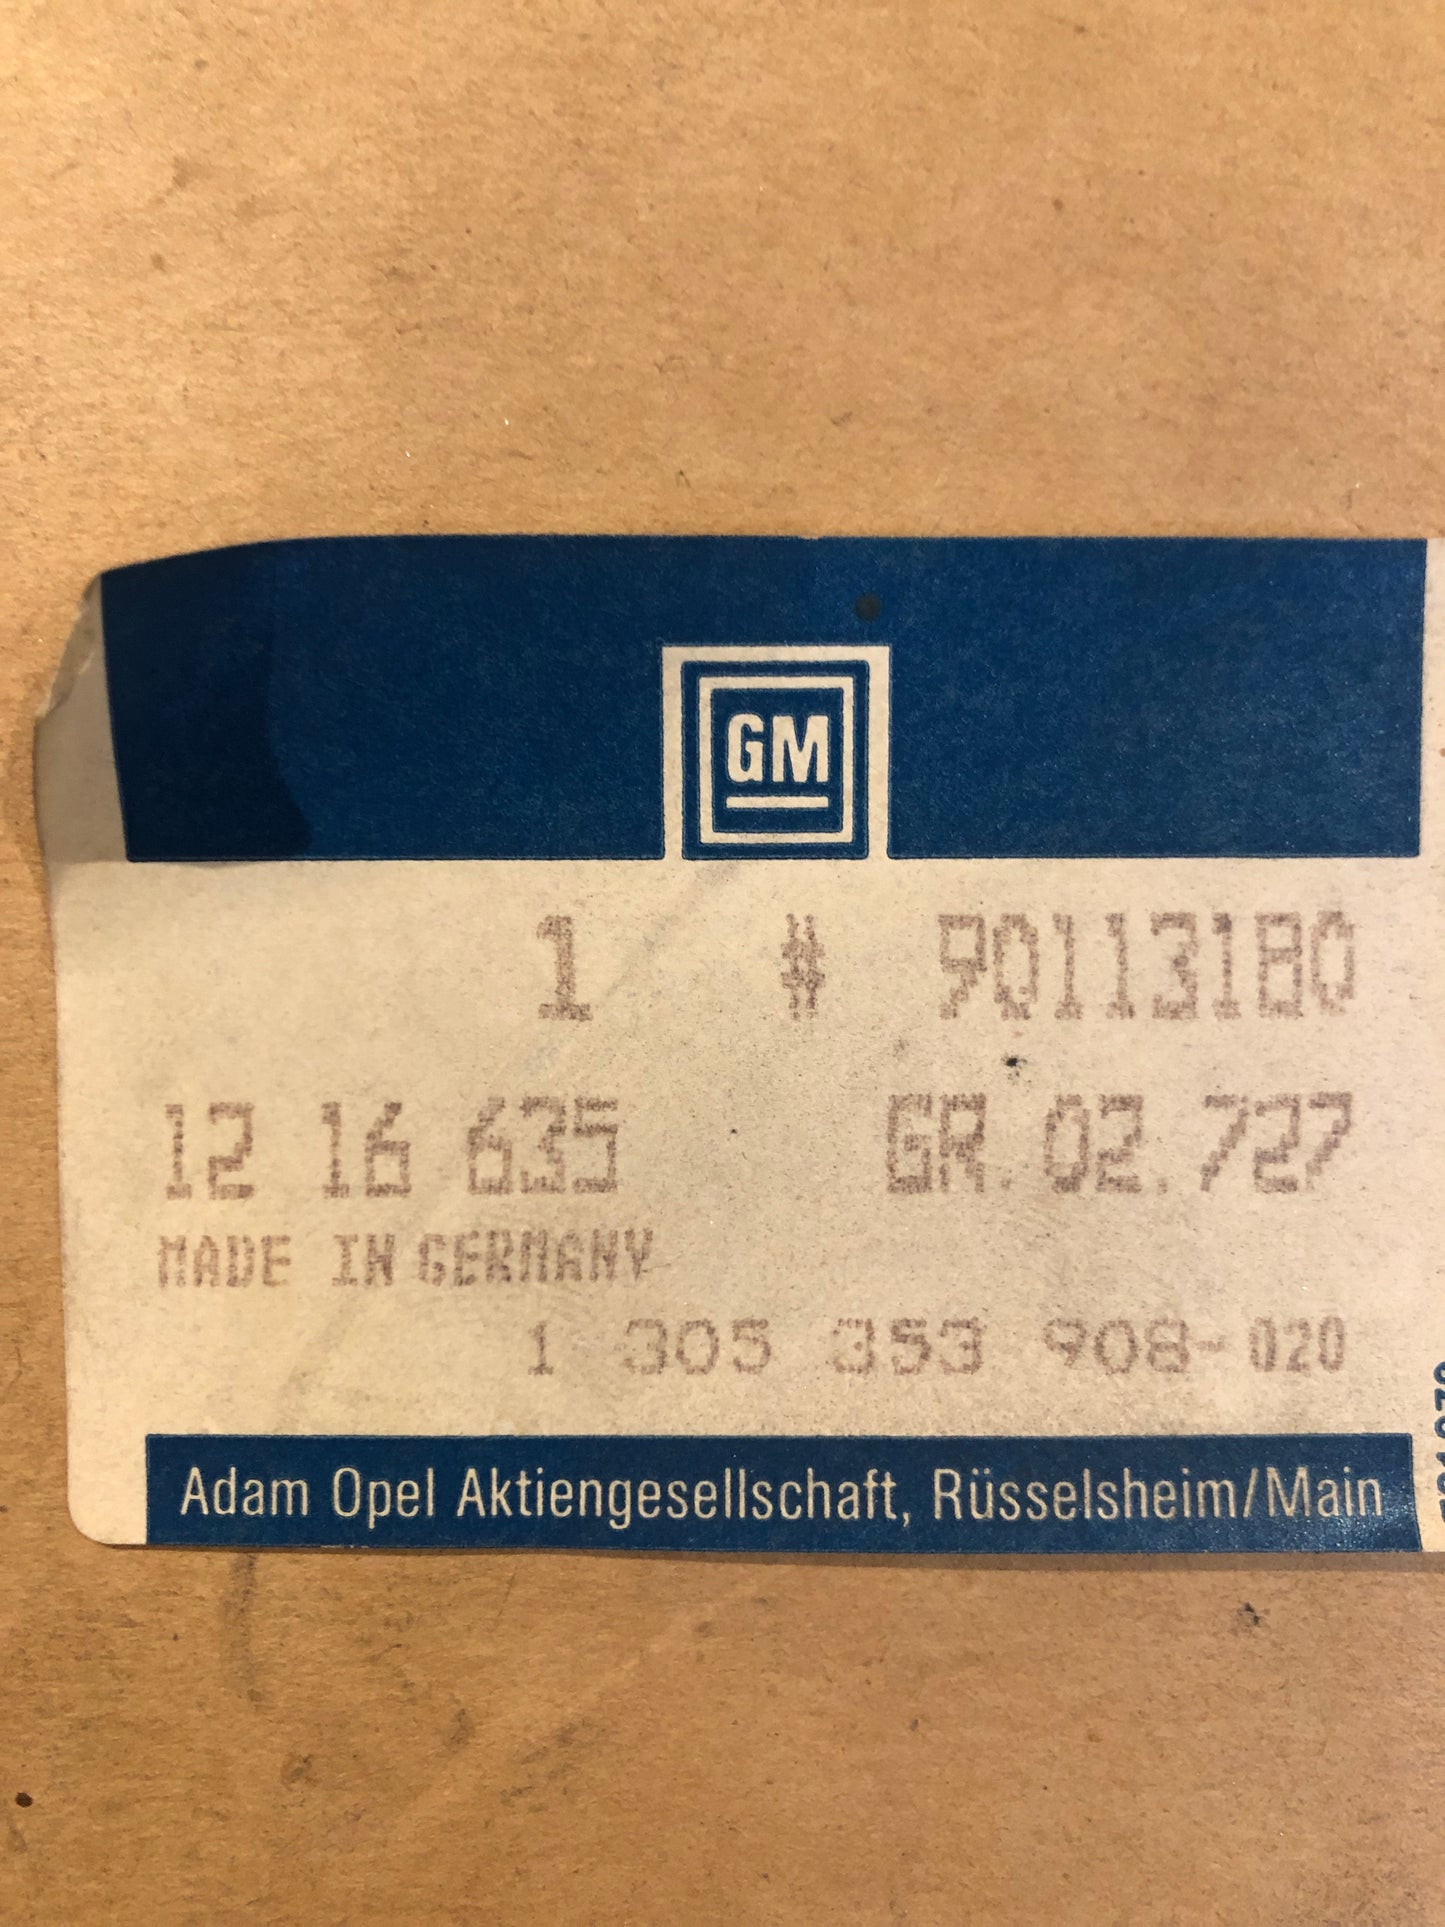 GM
1 # 90113180
12 16 635 GR. 02.727
MADE IN GERMANY
1 305 353 908-020
Adam Opel Aktiengesellschaft, Rüsselsheim/Main